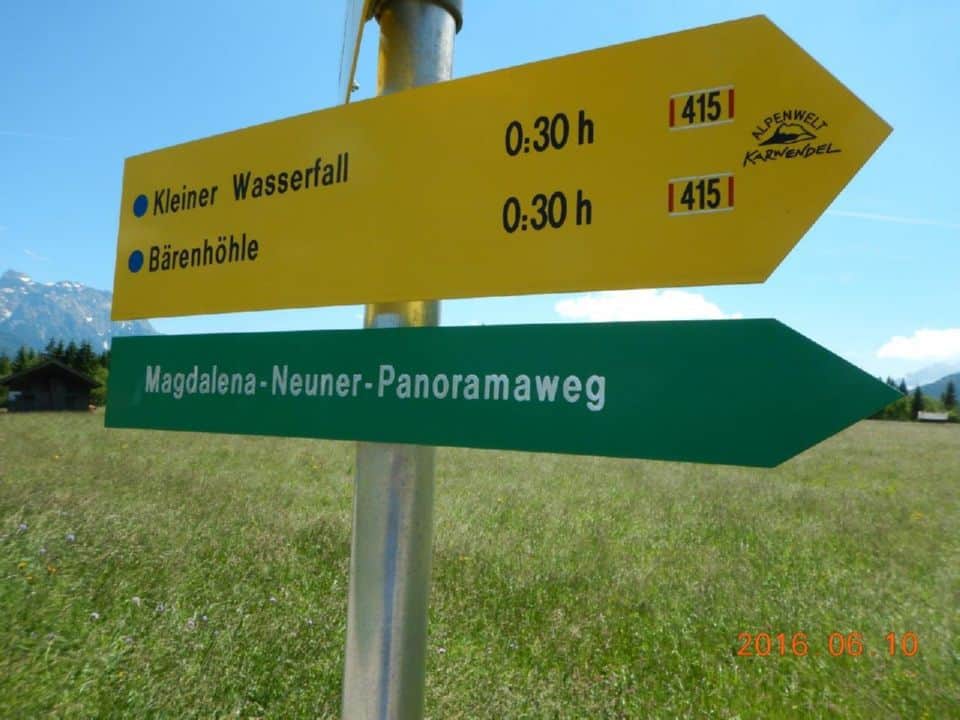 Kleiner Wasserfall 0:30 h 415
ALPENWELT
KARWENDEL
Bärenhöhle 0:30 h 415
Magdalena-Neuner-Panoramaweg
2016 06 10